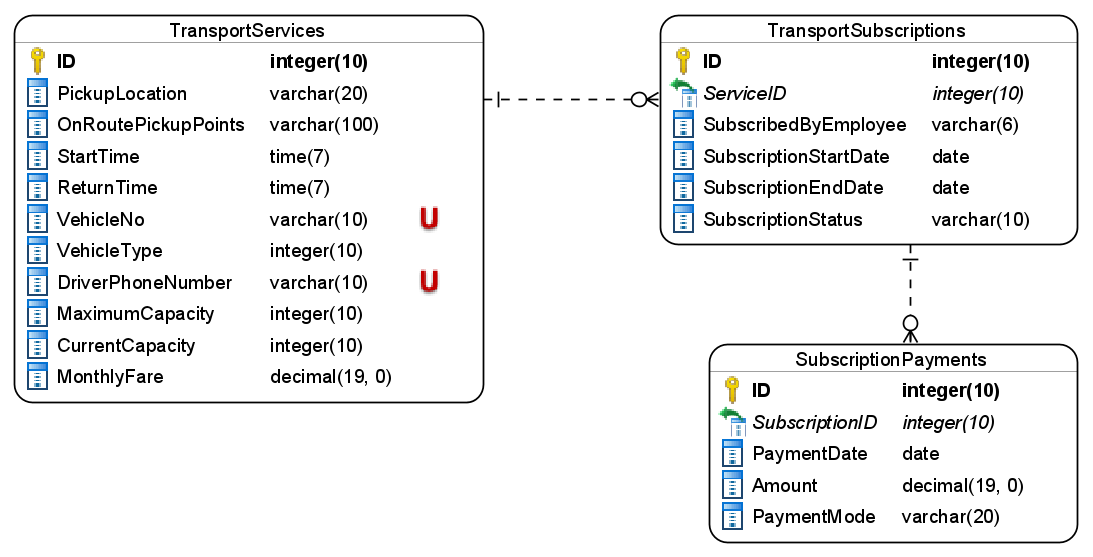 TransportServices
ID integer(10)
PickupLocation varchar(20)
OnRoutePickupPoints varchar(100)
StartTime time(7)
ReturnTime time(7)
VehicleNo varchar(10) U
VehicleType integer(10)
DriverPhoneNumber varchar(10) U
MaximumCapacity integer(10)
CurrentCapacity integer(10)
MonthlyFare decimal(19, 0)
TransportSubscriptions
ID integer(10)
ServiceID integer(10)
SubscribedByEmployee varchar(6)
SubscriptionStartDate date
SubscriptionEndDate date
SubscriptionStatus varchar(10)
SubscriptionPayments
ID integer(10)
SubscriptionID integer(10)
PaymentDate date
Amount decimal(19, 0)
PaymentMode varchar(20)